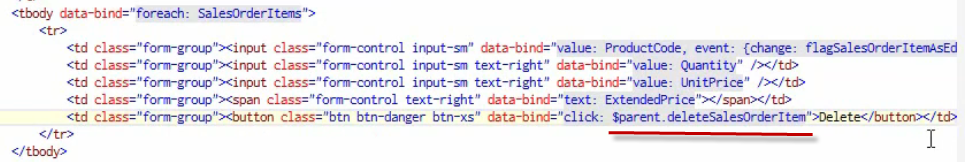 <tbody data-bind="foreach: SalesOrderItems">
<tr>
<td class="form-group"><input class="form-control input-sm" data-bind="value: ProductCode, event: {change: flagSalesOrderItemAsEd
<td class="form-group"><input class="form-control input-sm text-right" data-bind="value: Quantity" /></td>
<td class="form-group"><input class="form-control input-sm text-right" data-bind="value: UnitPrice" /></td>
<td class="form-group"><span class="form-control text-right" data-bind="text: ExtendedPrice"></span></td>
<td class="form-group"><button class="btn btn-danger btn-xs" data-bind="click: $parent.deleteSalesOrderItem">Delete</button></td>
</tr>
</tbody>